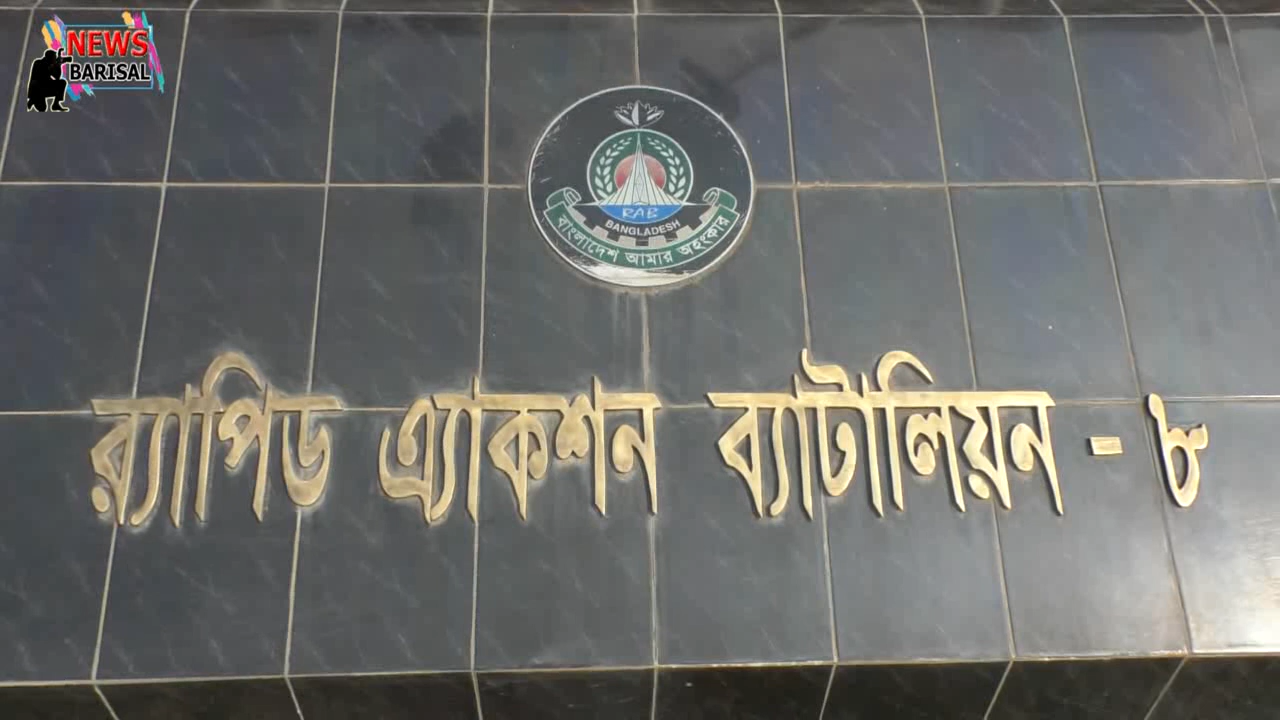 NEWS
BARISAL
RAB
BANGLADESH
বাংলাদেশ আমার অহংকার
র‍্যাপিড এ্যাকশন ব্যাটালিয়ন - ৮